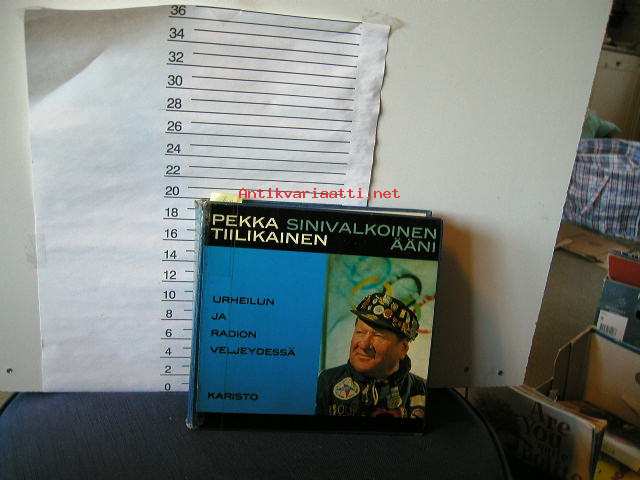 36
34
32
30
28
26
24
22
20
18
16
14
12
10
8
6
4
2
0
Antikvariaatti.net
PEKKA SINIVALKOINEN
TIILIKAINEN ÄÄNI
URHEILUN
JA
RADION
VELJEYDESSÄ
KARISTO
Are
You